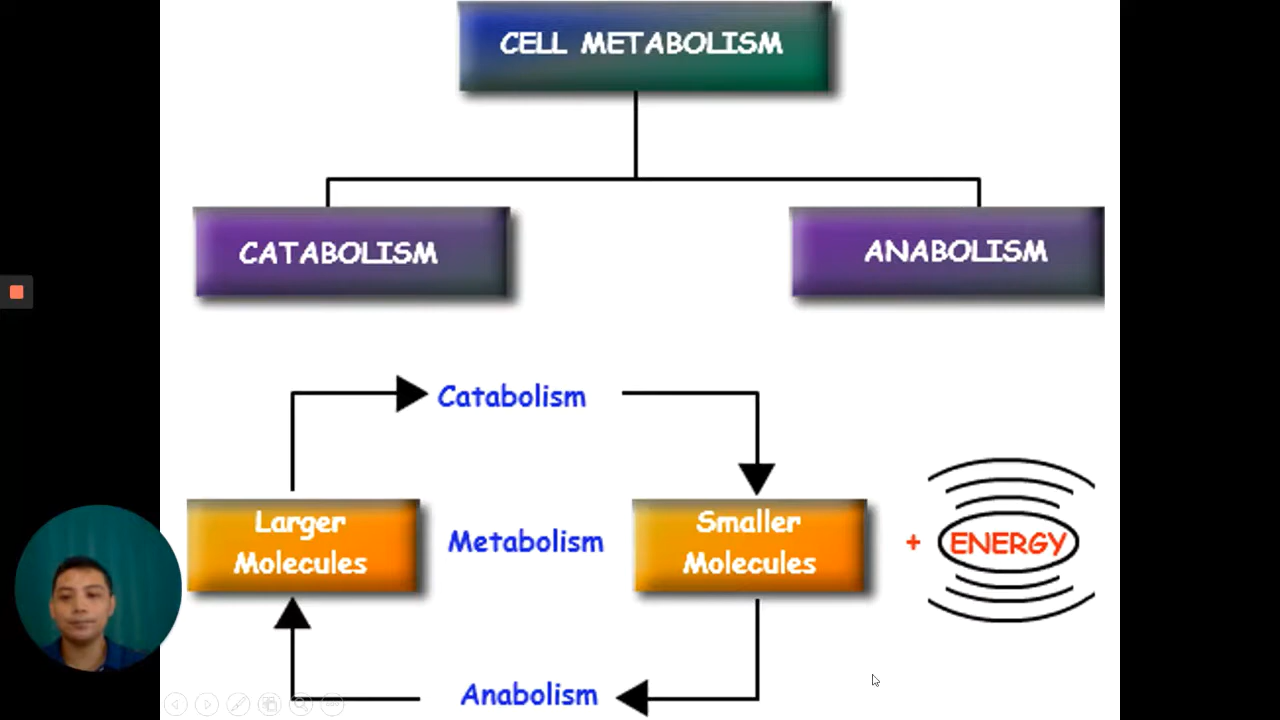 CELL METABOLISM
CATABOLISM
ANABOLISM
Catabolism
Larger
Molecules
Metabolism
Smaller
Molecules
+ ENERGY
Anabolism